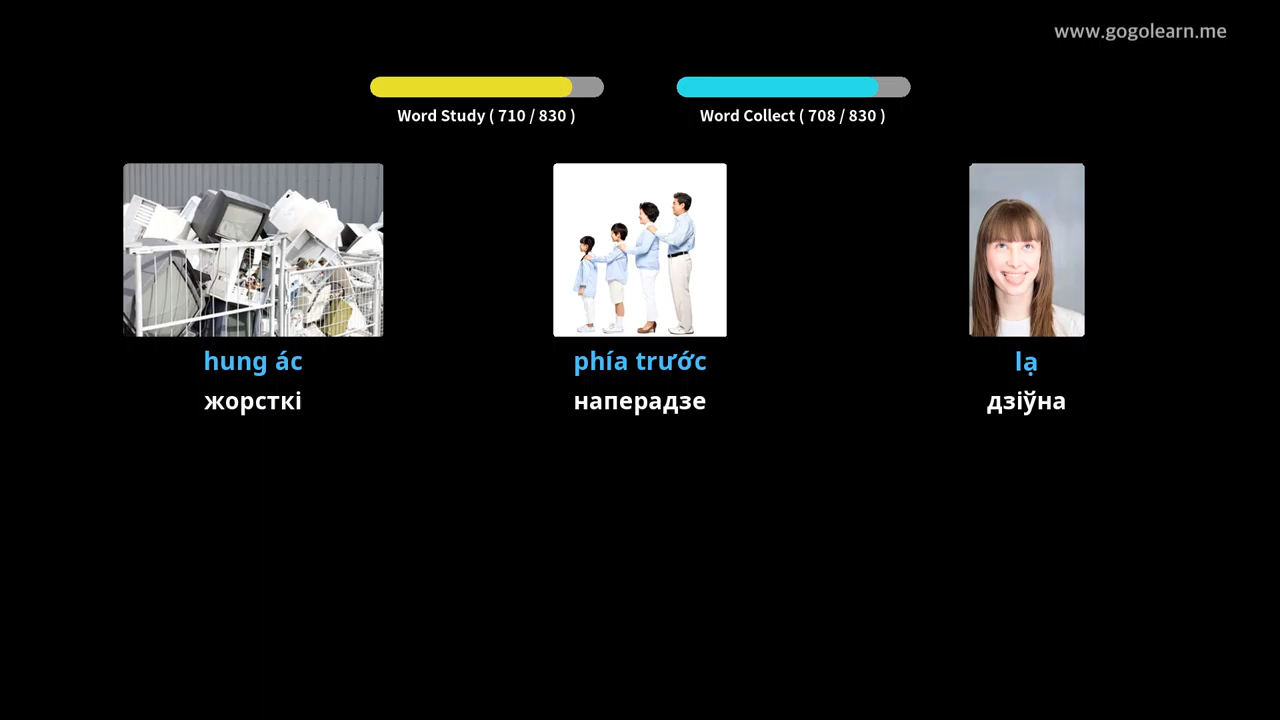 www.gogolearn.me
Word Study ( 710 / 830 )
Word Collect ( 708 / 830 )
hung ác
phía trước
lạ
жорсткі
наперадзе
дзіўна